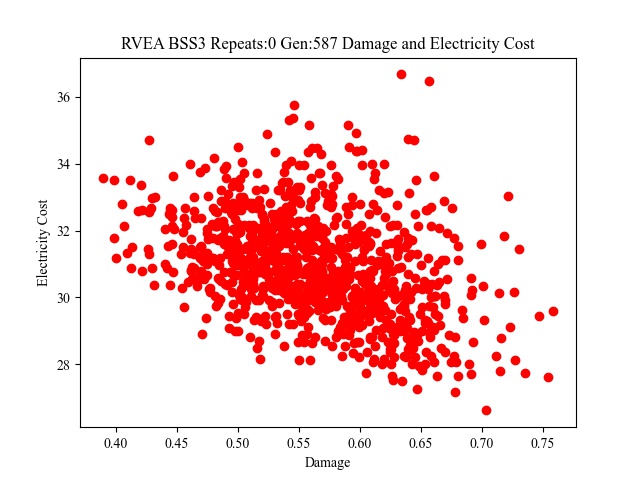 RVEA BSS3 Repeats:0 Gen:587 Damage and Electricity Cost
Electricity Cost
36
34
32
30
28
0.40 0.45 0.50 0.55 0.60 0.65 0.70 0.75
Damage